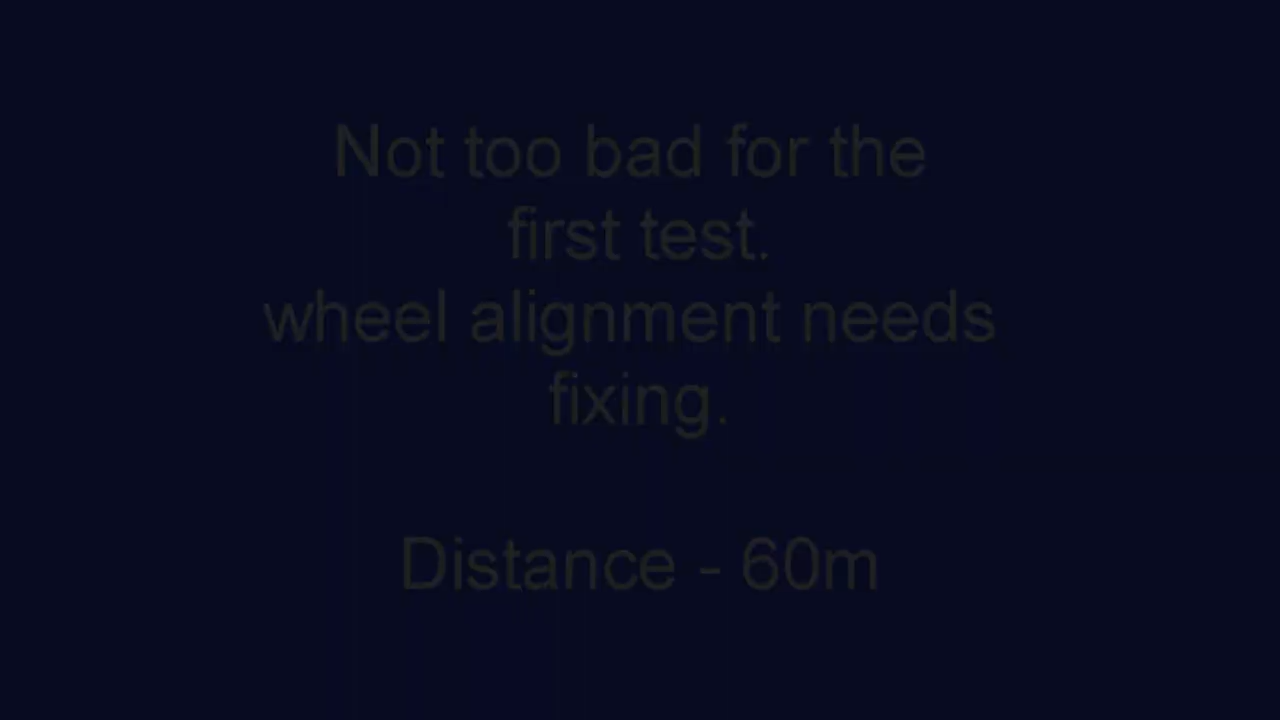 Not too bad for the
first test.
wheel alignment needs
fixing.
Distance - 60m